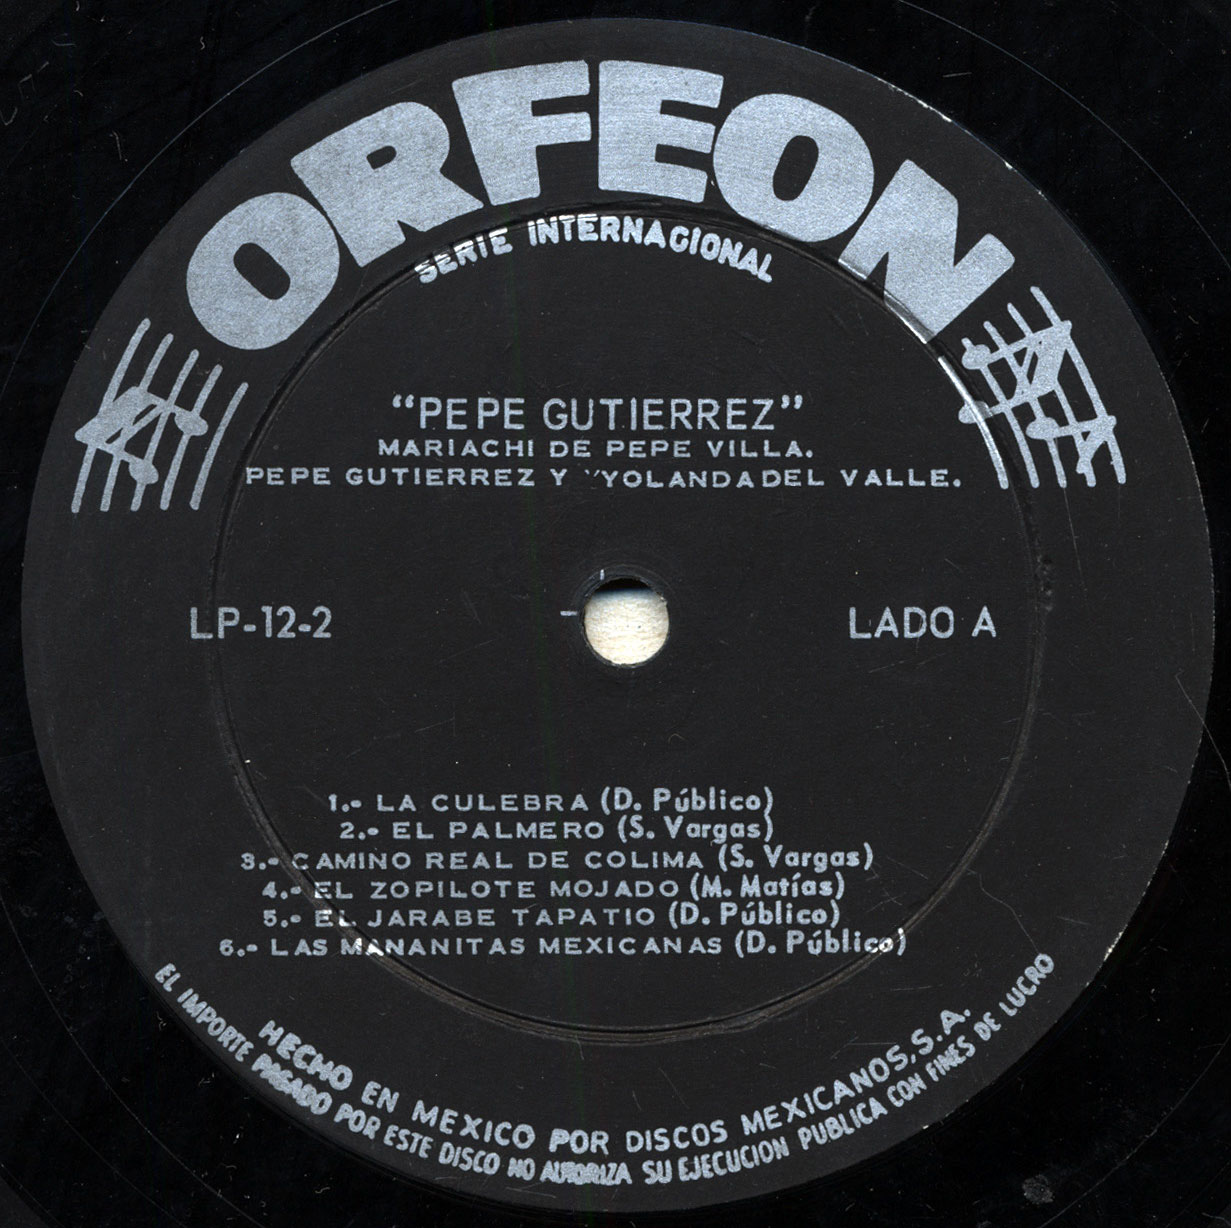 ORFEON
SERIE INTERNACIONAL
"PEPE GUTIERREZ"
MARIACHI DE PEPE VILLA.
PEPE GUTIERREZ Y "YOLANDA DEL VALLE.
LP-12-2
LADO A
1.- LA CULEBRA (D. Público)
2.- EL PALMERO (S. Vargas)
3.- CAMINO REAL DE COLIMA (S. Vargas)
4.- EL ZOPILOTE MOJADO (M. Matías)
5.- EL JARABE TAPATIO (D. Público)
6.- LAS MANANITAS MEXICANAS (D. Público)
HECHO EN MEXICO POR DISCOS MEXICANOS, S.A.
EL IMPORTE PAGADO POR ESTE DISCO NO AUTORIZA SU EJECUCION PUBLICA CON FINES DE LUCRO